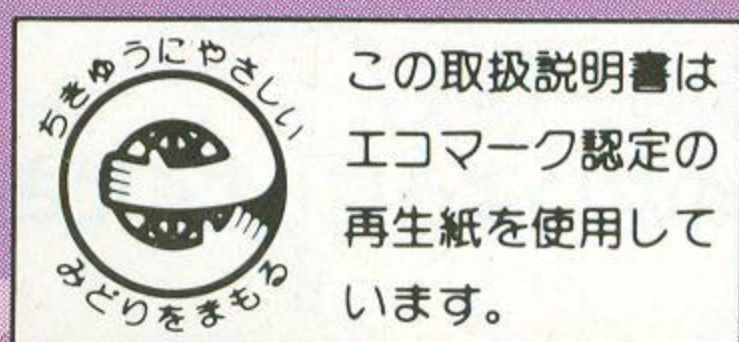 ちきゅうにやさしい
みどりをまもる
この取扱説明書は
エコマーク認定の
再生紙を使用して
います。